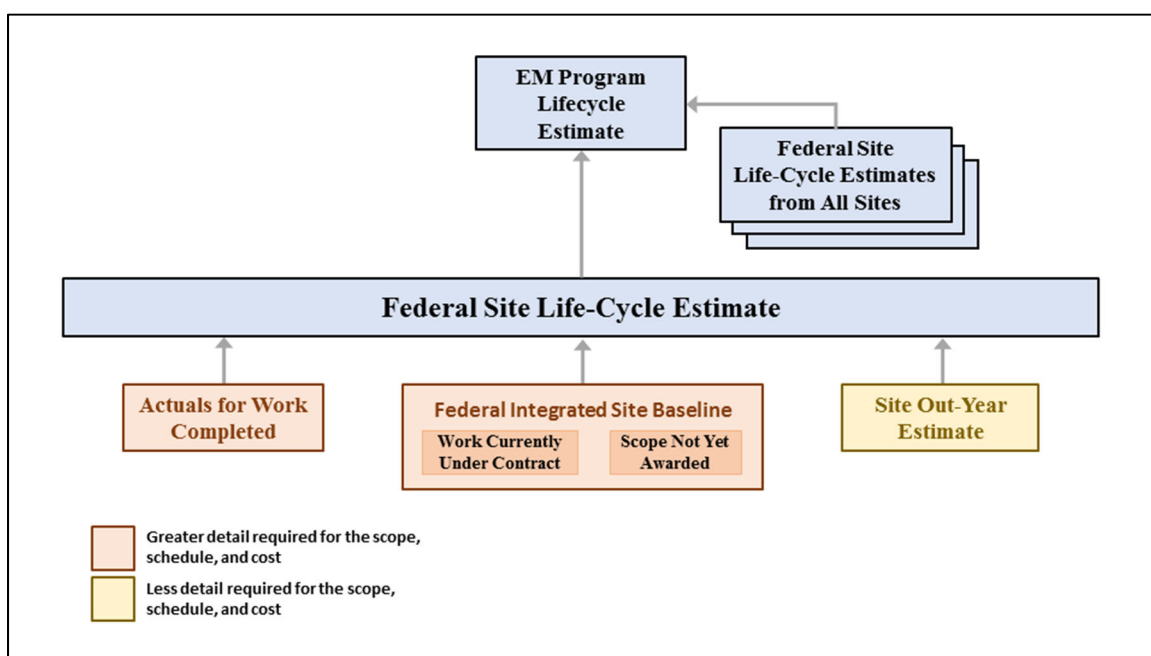 EM Program
Lifecycle
Estimate
Federal Site
Life-Cycle Estimates
from All Sites
Federal Site Life-Cycle Estimate
Actuals for Work
Completed
Federal Integrated Site Baseline
Work Currently
Under Contract
Scope Not Yet
Awarded
Site Out-Year
Estimate
Greater detail required for the scope,
schedule, and cost
Less detail required for the scope,
schedule, and cost